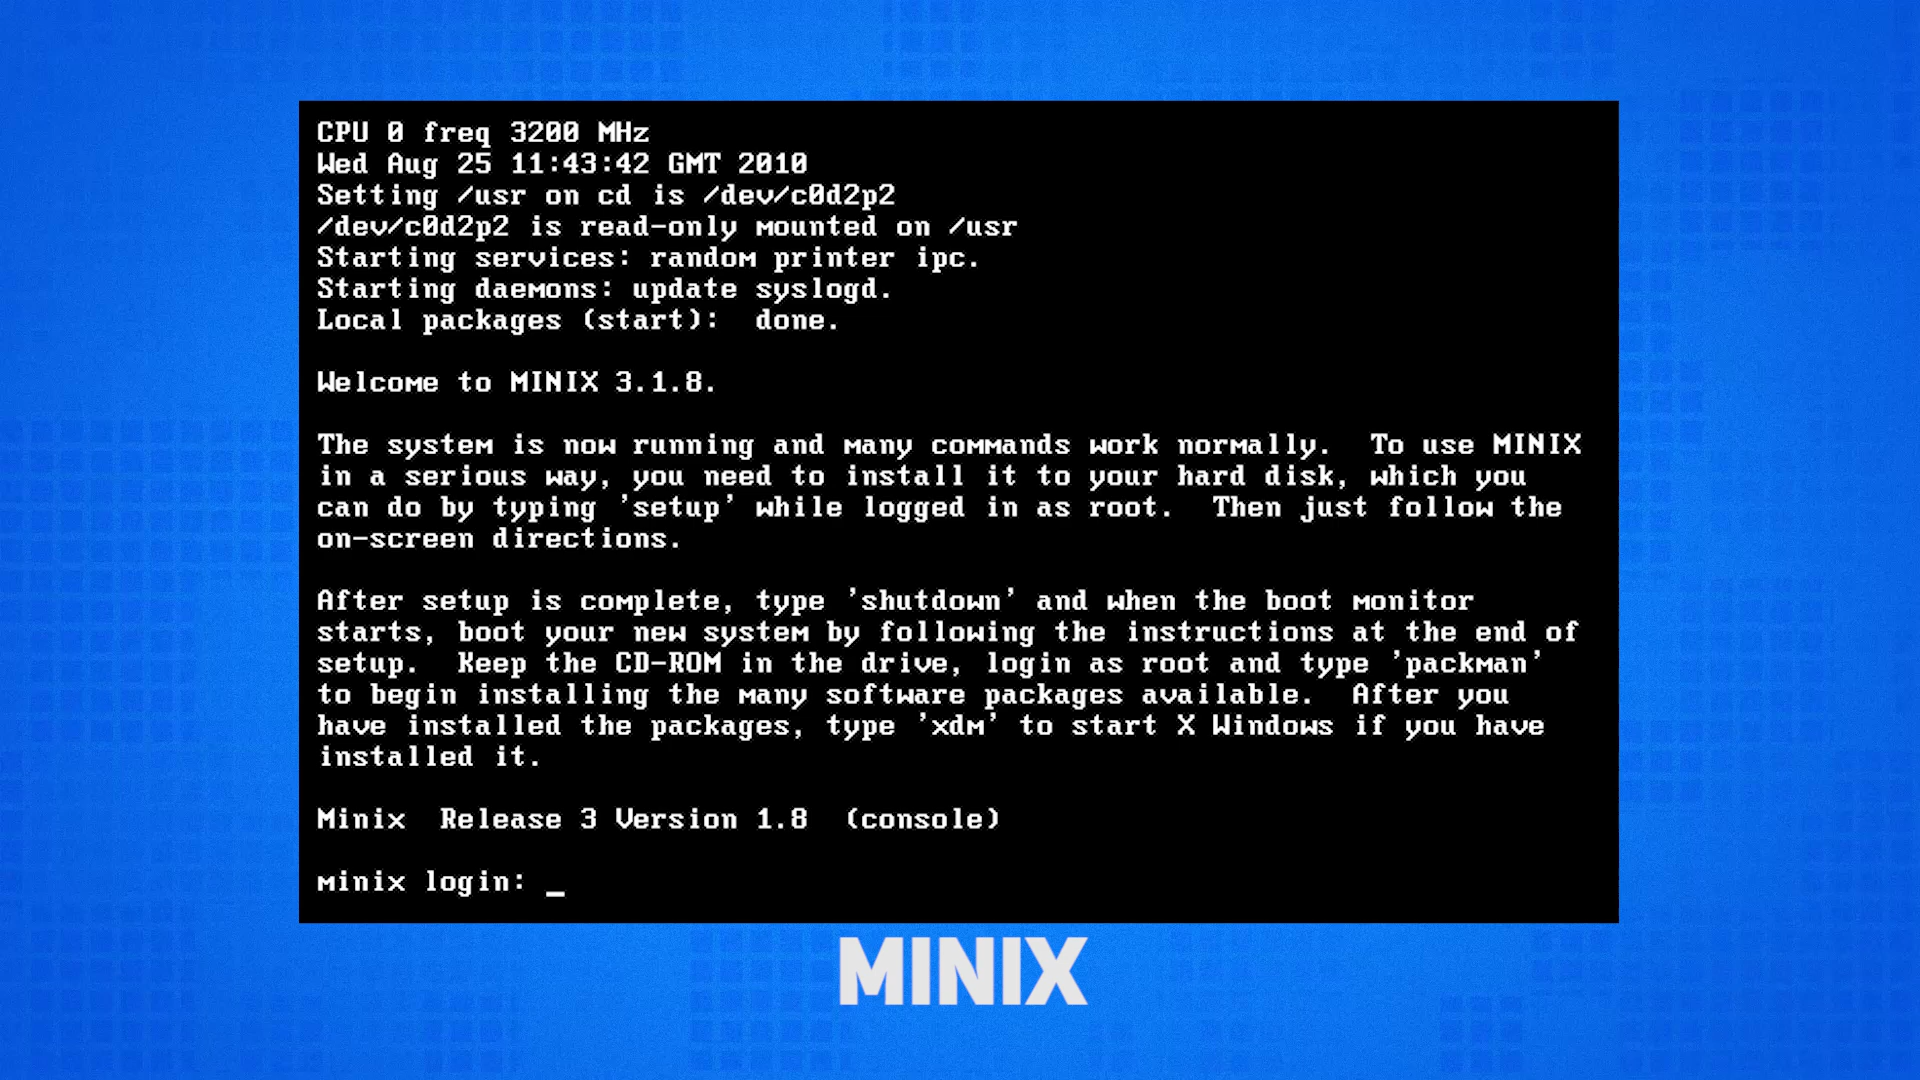 CPU 0 freq 3200 MHz
Wed Aug 25 11:43:42 GMT 2010
Setting /usr on cd is /dev/c0d2p2
/dev/c0d2p2 is read-only mounted on /usr
Starting services: random printer ipc.
Starting daemons: update syslogd.
Local packages (start):  done.
Welcome to MINIX 3.1.8.
The system is now running and many commands work normally.  To use MINIX
in a serious way, you need to install it to your hard disk, which you
can do by typing 'setup' while logged in as root.  Then just follow the
on-screen directions.
After setup is complete, type 'shutdown' and when the boot monitor
starts, boot your new system by following the instructions at the end of
setup.  Keep the CD-ROM in the drive, login as root and type 'packman'
to begin installing the many software packages available.  After you
have installed the packages, type 'xdm' to start X Windows if you have
installed it.
Minix  Release 3 Version 1.8  (console)
minix login: _
MINIX